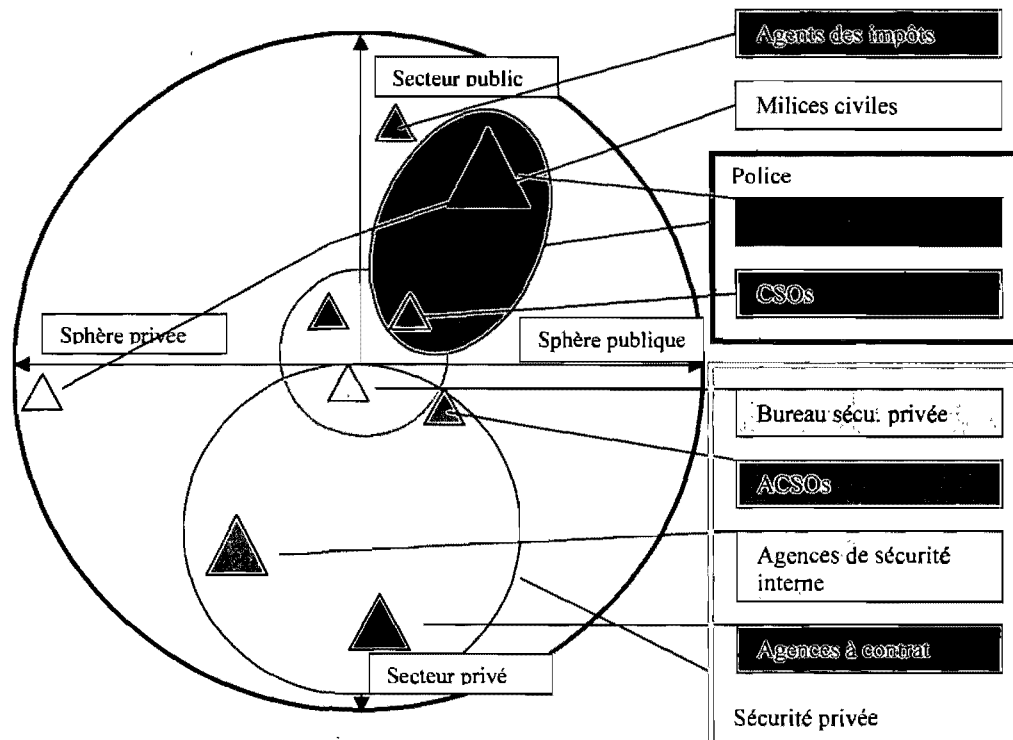 Agents des impôts
Secteur public
Milices civiles
Police
CSOs
Sphère privée
Sphère publique
Bureau sécu. privée
ACSOs
Agences de sécurité
interne
Agences à contrat
Secteur privé
Sécurité privée